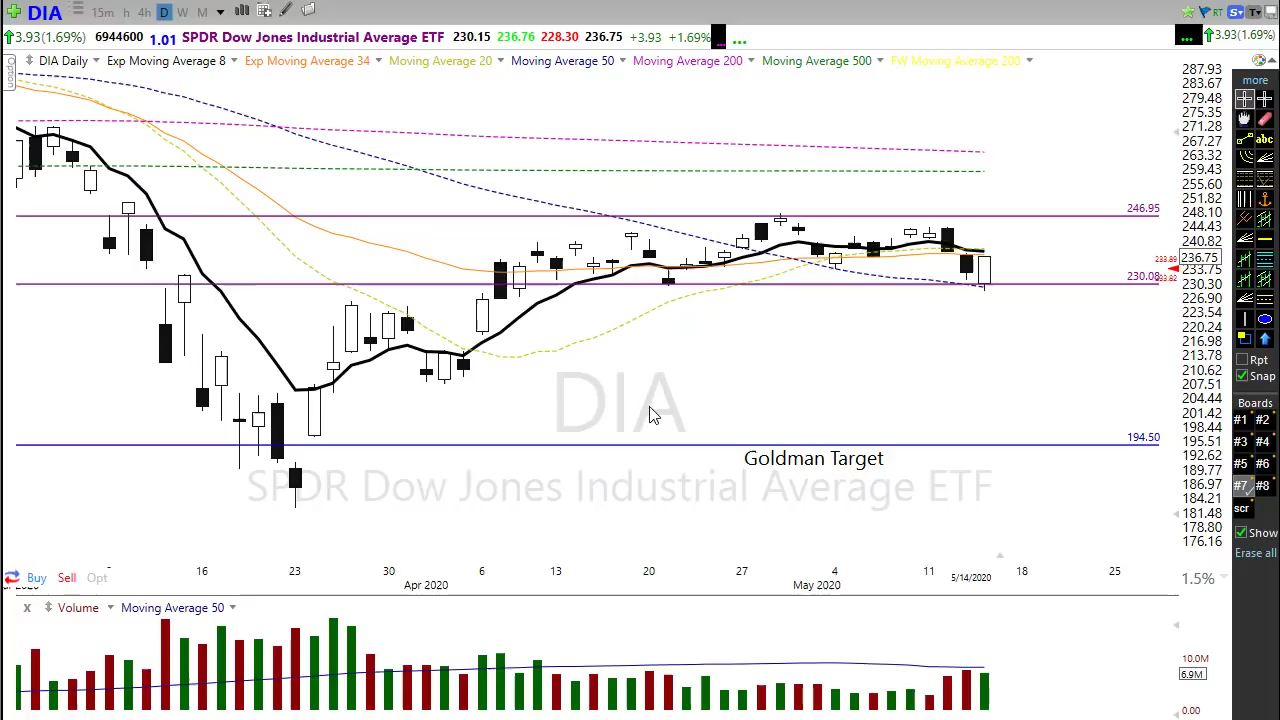 DIA 15m h 4h D W M RT S T
3.93(1.69%) 6944600 1.01 SPDR Dow Jones Industrial Average ETF 230.15 236.76 228.30 236.75 +3.93 +1.69% ... ... 3.93(1.69%)
Option
DIA Daily Exp Moving Average 8 Exp Moving Average 34 Moving Average 20 Moving Average 50 Moving Average 200 Moving Average 500 FW Moving Average 200
287.93
283.67
279.48
275.35
271.28
267.27
263.32
259.43
255.60
251.82
248.10
244.43
240.82
236.75
233.75
230.30
226.90
223.54
220.24
216.98
213.78
210.62
207.51
204.44
201.42
198.44
195.51
192.62
189.77
186.97
184.21
181.48
178.80
176.16
246.95
233.89
230.08
233.82
194.50
Goldman Target
DIA
SPDR Dow Jones Industrial Average ETF
more
abc
Rpt
Snap
Boards
#1 #2
#3 #4
#5 #6
#7 #8
scr
Show
Erase all
Buy Sell Opt
16 23 30 6 13 20 27 4 11 5/14/2020 18 25
2020 Apr 2020 May 2020
1.5%
x Volume Moving Average 50
10.0M
6.9M
0.00